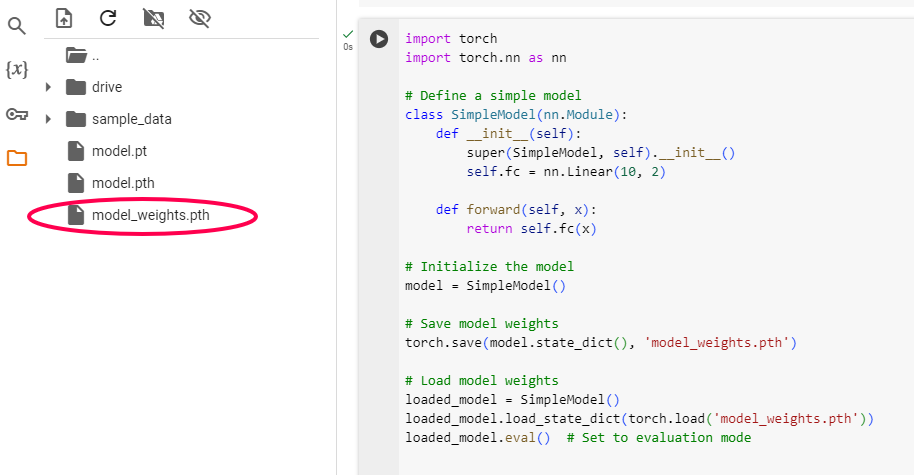 {x}
..
drive
sample_data
model.pt
model.pth
model_weights.pth
0s
import torch
import torch.nn as nn

# Define a simple model
class SimpleModel(nn.Module):
    def __init__(self):
        super(SimpleModel, self).__init__()
        self.fc = nn.Linear(10, 2)

    def forward(self, x):
        return self.fc(x)

# Initialize the model
model = SimpleModel()

# Save model weights
torch.save(model.state_dict(), 'model_weights.pth')

# Load model weights
loaded_model = SimpleModel()
loaded_model.load_state_dict(torch.load('model_weights.pth'))
loaded_model.eval()  # Set to evaluation mode